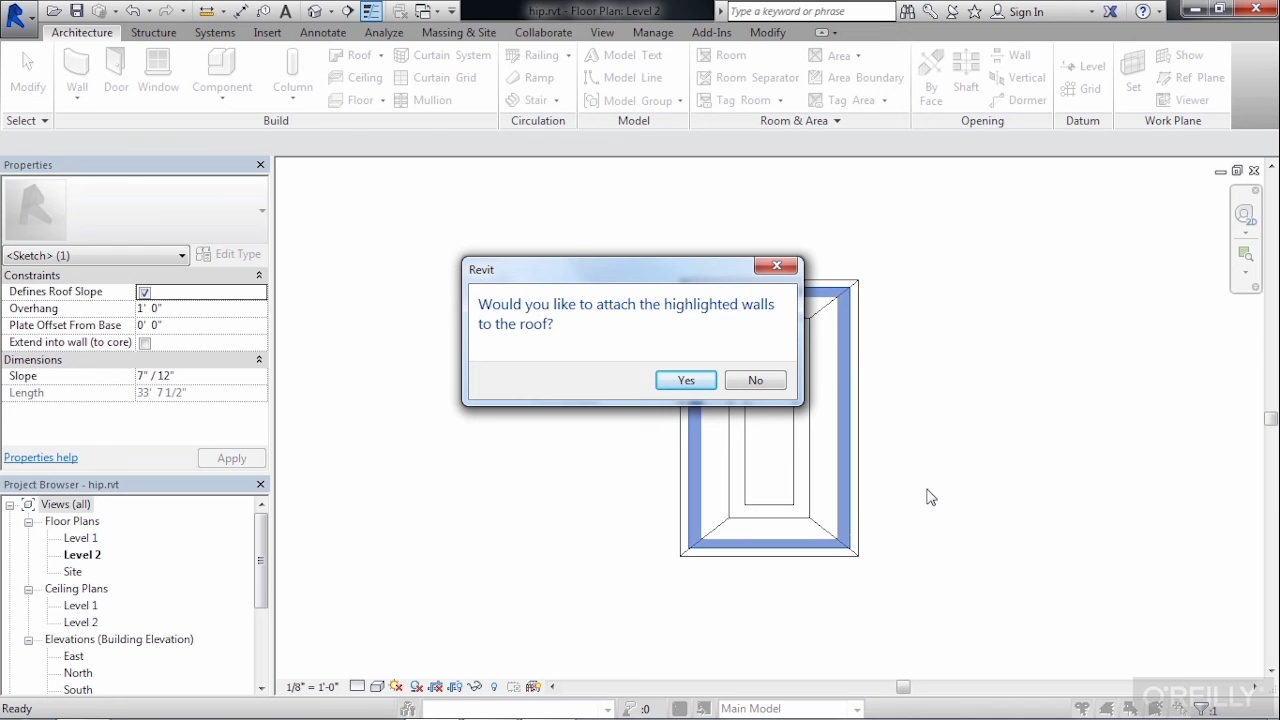 hip.rvt - Floor Plan: Level 2
Type a keyword or phrase
Sign In
Architecture Structure Systems Insert Annotate Analyze Massing & Site Collaborate View Manage Add-Ins Modify
Modify
Wall
Door
Window
Component
Column
Roof
Ceiling
Floor
Curtain System
Curtain Grid
Mullion
Railing
Ramp
Stair
Model Text
Model Line
Model Group
Room
Room Separator
Tag Room
Area
Area Boundary
Tag Area
By Face
Shaft
Wall
Vertical
Dormer
Level
Grid
Set
Show
Ref Plane
Viewer
Select
Build
Circulation
Model
Room & Area
Opening
Datum
Work Plane
Properties
<Sketch> (1)
Edit Type
Constraints
Defines Roof Slope
Overhang 1' 0"
Plate Offset From Base 0' 0"
Extend into wall (to core)
Dimensions
Slope 7" / 12"
Length 33' 7 1/2"
Properties help
Apply
Project Browser - hip.rvt
Views (all)
Floor Plans
Level 1
Level 2
Site
Ceiling Plans
Level 1
Level 2
Elevations (Building Elevation)
East
North
South
Revit
Would you like to attach the highlighted walls
to the roof?
Yes
No
2D
1/8" = 1'-0"
Ready
:0
Main Model
:1
O'REILLY